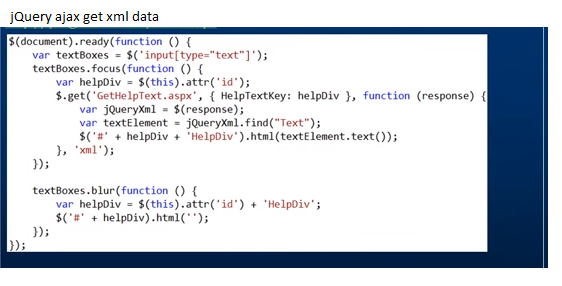 jQuery ajax get xml data
$(document).ready(function () {
    var textBoxes = $('input[type="text"]');
    textBoxes.focus(function () {
        var helpDiv = $(this).attr('id');
        $.get('GetHelpText.aspx', { HelpTextKey: helpDiv }, function (response) {
            var jQueryXml = $(response);
            var textElement = jQueryXml.find("Text");
            $('#' + helpDiv + 'HelpDiv').html(textElement.text());
        }, 'xml');
    });

    textBoxes.blur(function () {
        var helpDiv = $(this).attr('id') + 'HelpDiv';
        $('#' + helpDiv).html('');
    });
});